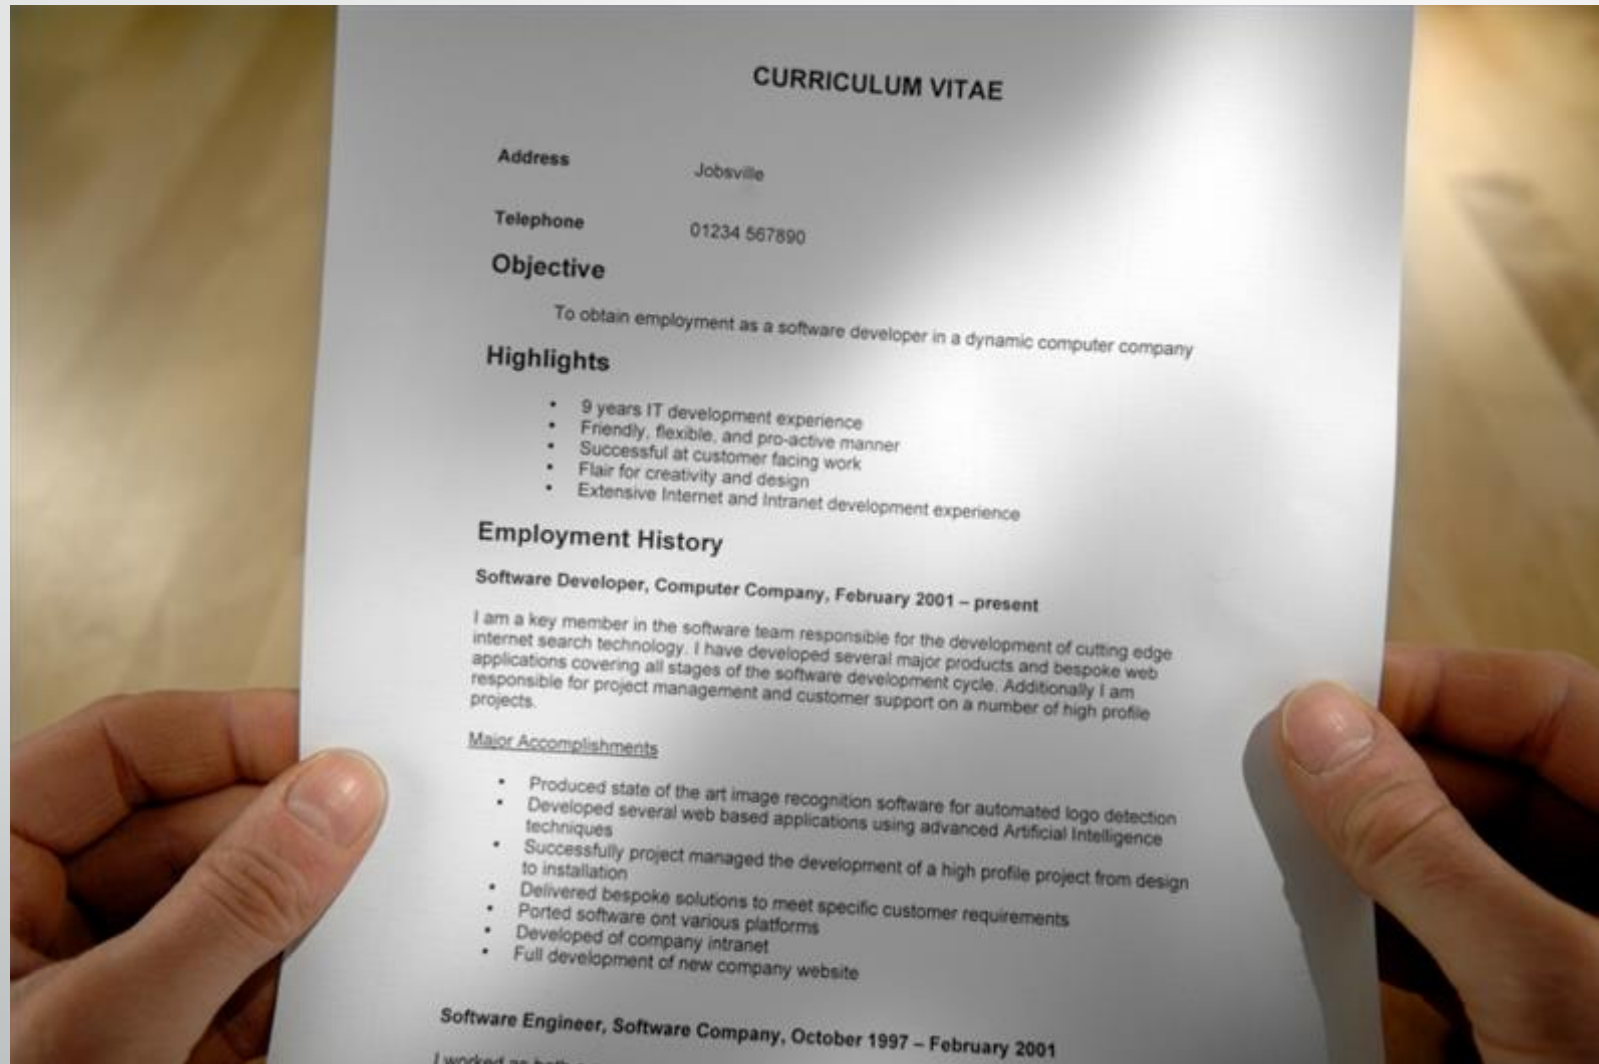 CURRICULUM VITAE
Address Jobsville
Telephone 01234 567890
Objective
To obtain employment as a software developer in a dynamic computer company
Highlights
• 9 years IT development experience
• Friendly, flexible, and pro-active manner
• Successful at customer facing work
• Flair for creativity and design
• Extensive Internet and Intranet development experience
Employment History
Software Developer, Computer Company, February 2001 – present
I am a key member in the software team responsible for the development of cutting edge
internet search technology. I have developed several major products and bespoke web
applications covering all stages of the software development cycle. Additionally I am
responsible for project management and customer support on a number of high profile
projects.
Major Accomplishments
• Produced state of the art image recognition software for automated logo detection
• Developed several web based applications using advanced Artificial Intelligence
techniques
• Successfully project managed the development of a high profile project from design
to installation
• Delivered bespoke solutions to meet specific customer requirements
• Ported software ont various platforms
• Developed of company intranet
• Full development of new company website
Software Engineer, Software Company, October 1997 – February 2001
I worked as both